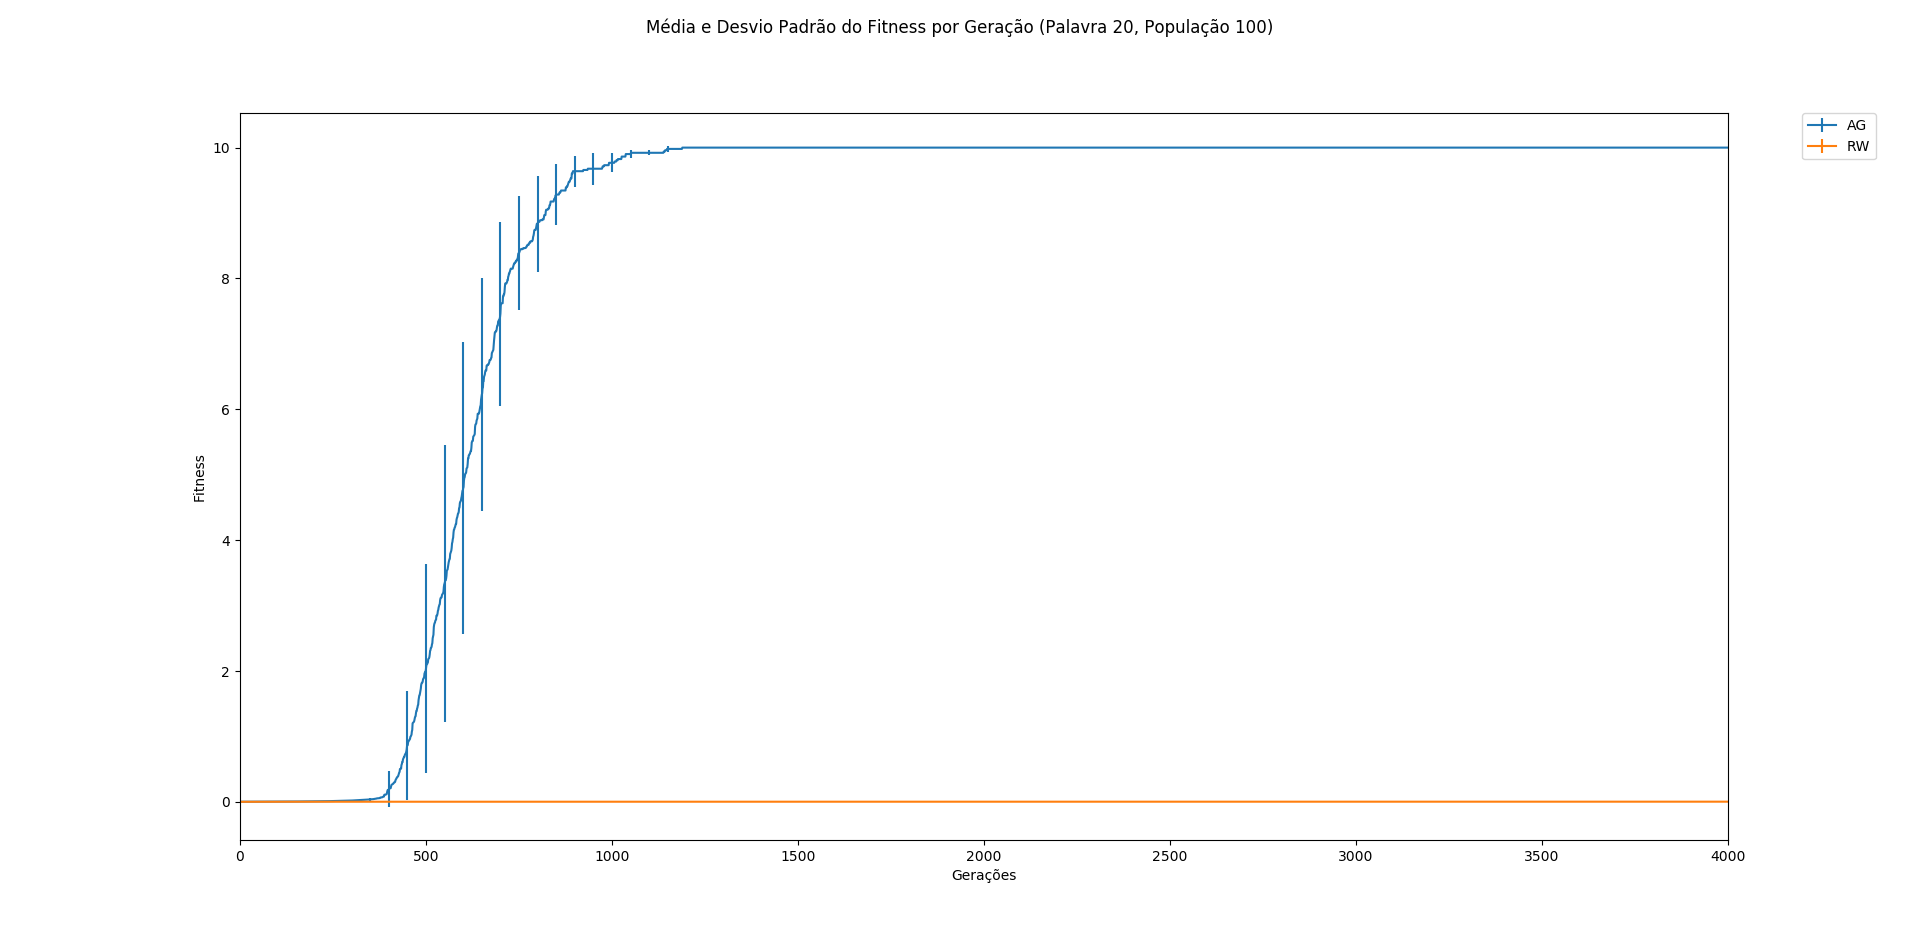 Média e Desvio Padrão do Fitness por Geração (Palavra 20, População 100)
AG
RW
10
8
6
4
2
0
Fitness
0 500 1000 1500 2000 2500 3000 3500 4000
Gerações